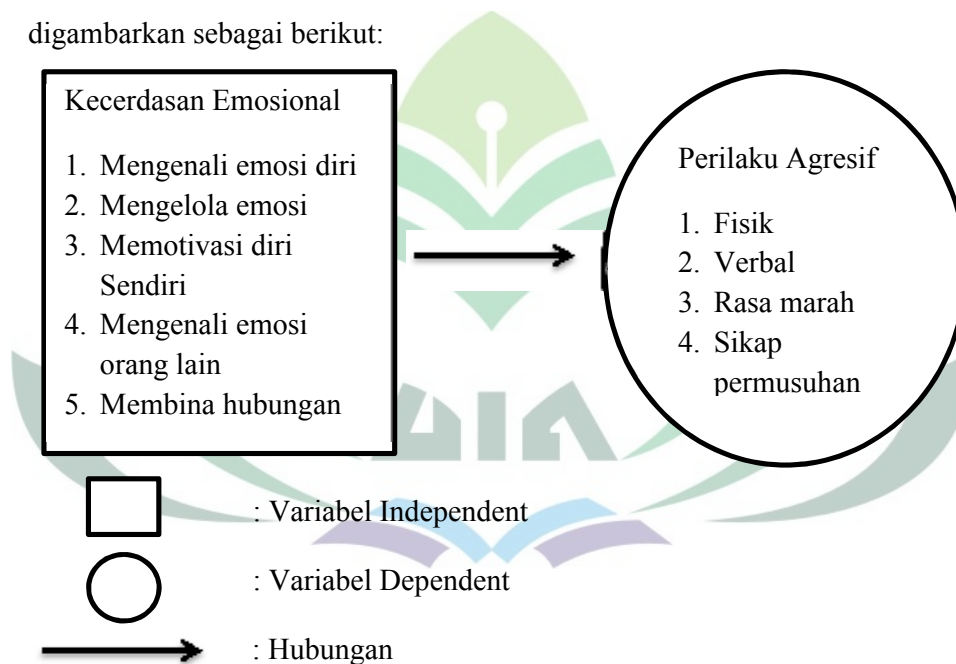 digambarkan sebagai berikut:
Kecerdasan Emosional
1. Mengenali emosi diri
2. Mengelola emosi
3. Memotivasi diri
Sendiri
4. Mengenali emosi
orang lain
5. Membina hubungan
Perilaku Agresif
1. Fisik
2. Verbal
3. Rasa marah
4. Sikap
permusuhan
UIN
: Variabel Independent
: Variabel Dependent
: Hubungan